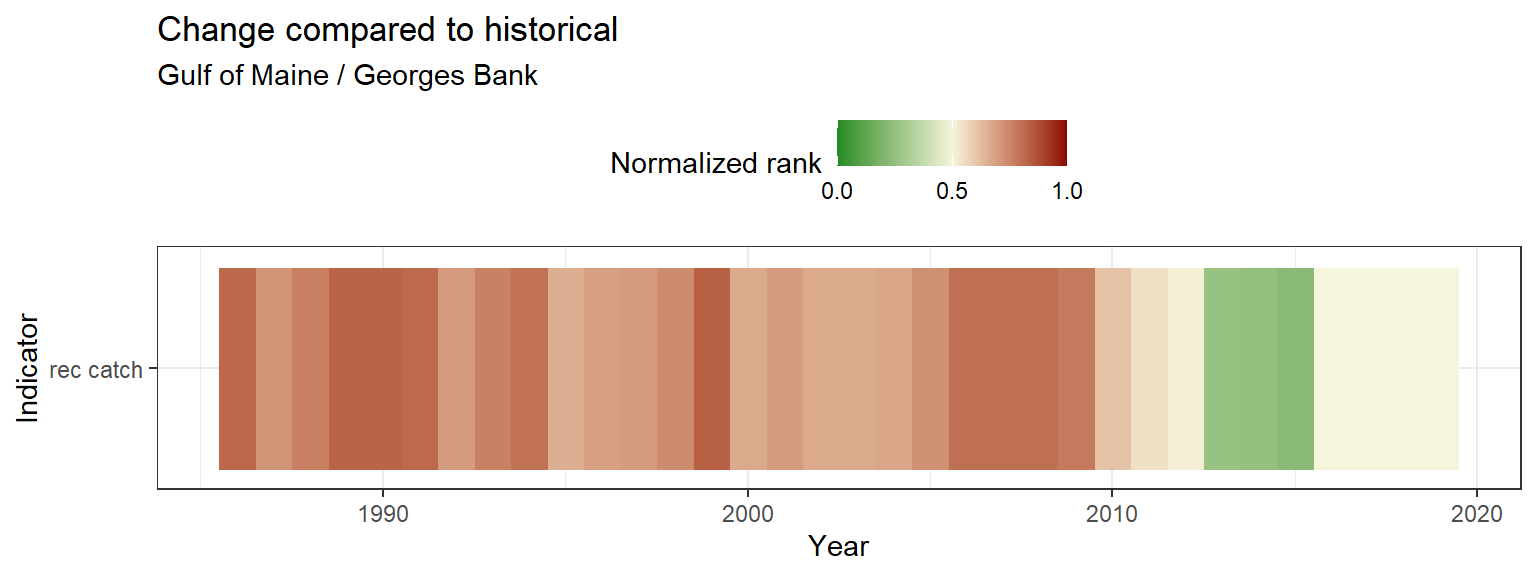 Change compared to historical
Gulf of Maine / Georges Bank
Normalized rank
0.0 0.5 1.0
Indicator
rec catch
1990 2000 2010 2020
Year